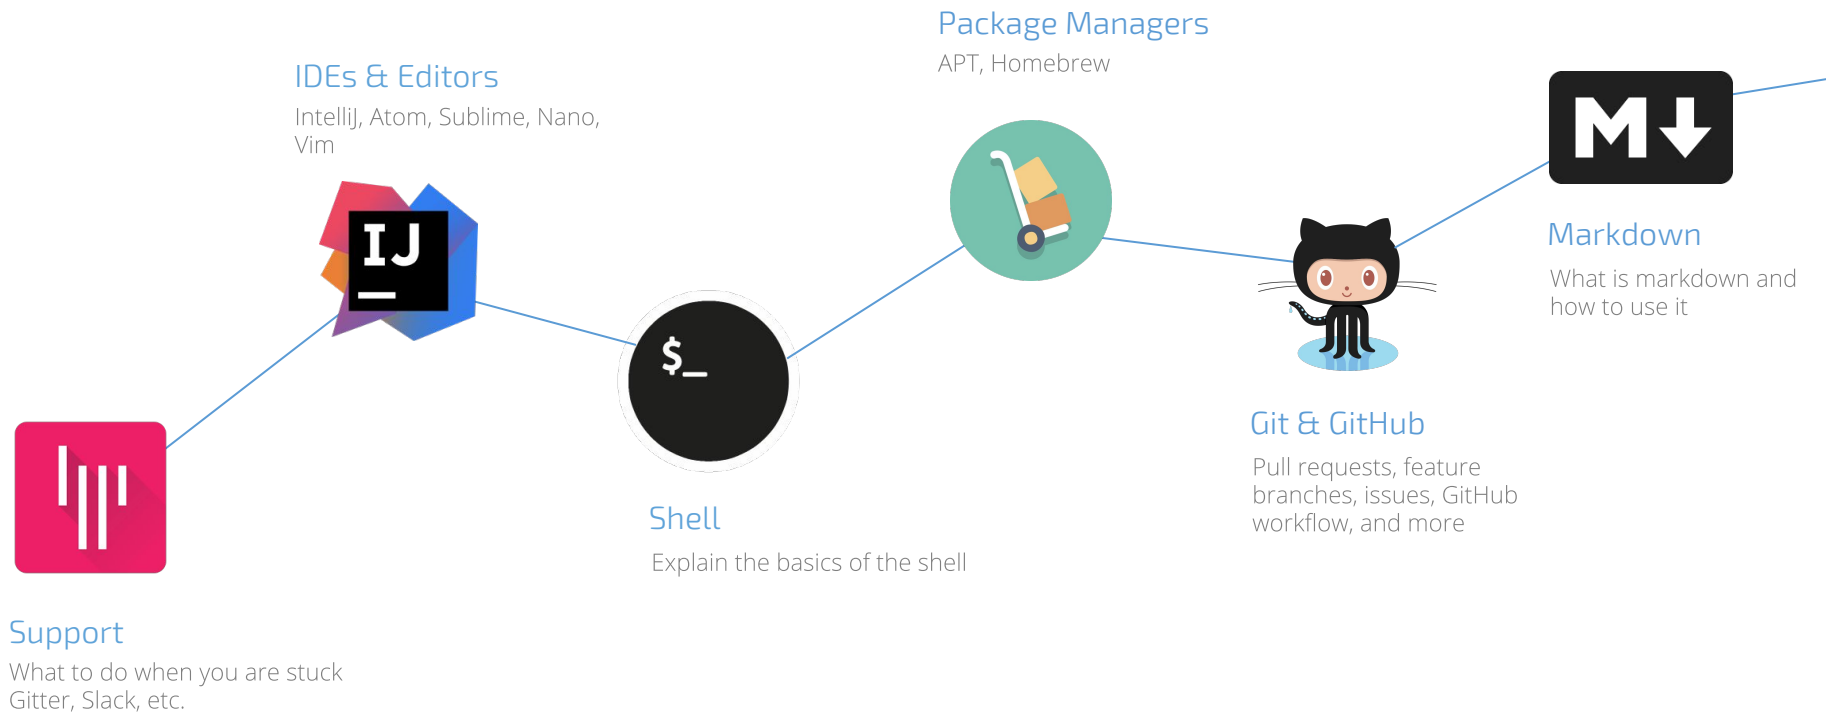 Package Managers
APT, Homebrew
IDEs & Editors
IntelliJ, Atom, Sublime, Nano,
Vim
IJ
$_
M
Markdown
What is markdown and
how to use it
Git & GitHub
Pull requests, feature
branches, issues, GitHub
workflow, and more
Shell
Explain the basics of the shell
Support
What to do when you are stuck
Gitter, Slack, etc.